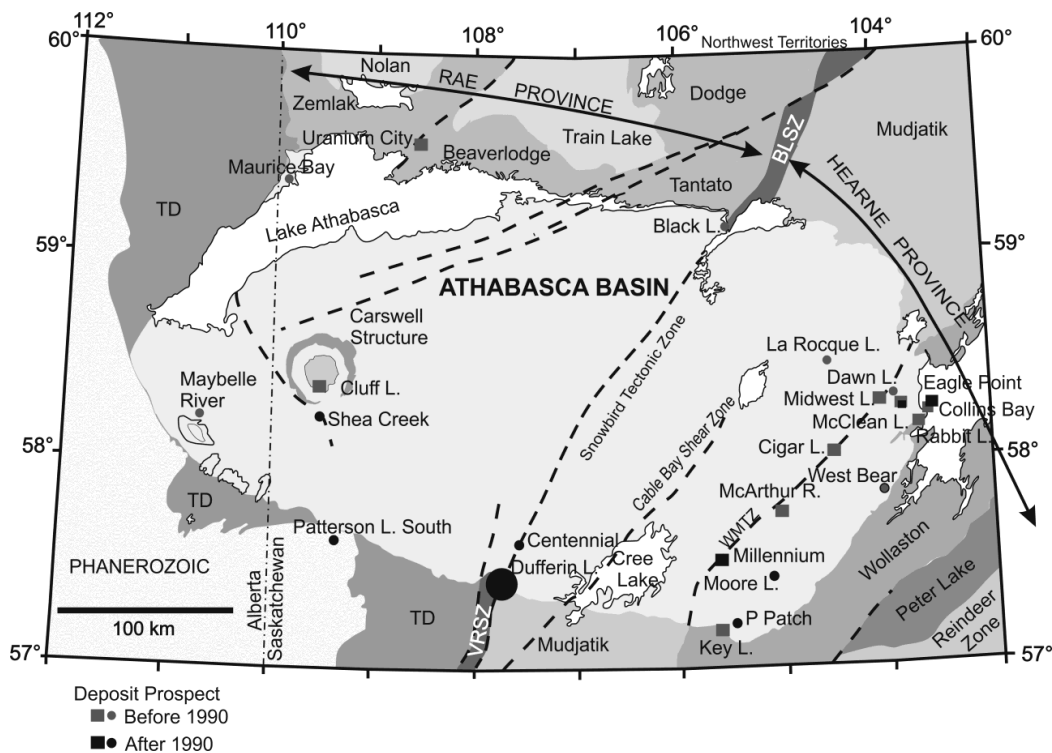 112°
110°
108°
106°
104°
60°
Northwest Territories
60°
Nolan
RAE PROVINCE
Zemlak
Dodge
Uranium City
Train Lake
BLSZ
Mudjatik
Beaverlodge
Maurice Bay
Tantato
HEARNE PROVINCE
TD
Lake Athabasca
Black L.
59°
59°
ATHABASCA BASIN
Carswell
Structure
Snowbird Tectonic Zone
La Rocque L.
Maybelle
River
Cluff L.
Dawn L.
Eagle Point
Midwest L.
Collins Bay
Shea Creek
McClean L.
Rabbit L.
58°
Cable Bay Shear Zone
Cigar L.
58°
West Bear
TD
McArthur R.
Patterson L. South
WMTZ
Centennial
Wollaston
PHANEROZOIC
Dufferin L.
Cree
Lake
Millennium
Moore L.
Peter Lake
Alberta
Saskatchewan
100 km
TD
VRSZ
P Patch
Reindeer
Zone
Mudjatik
Key L.
57°
57°
Deposit Prospect
Before 1990
After 1990